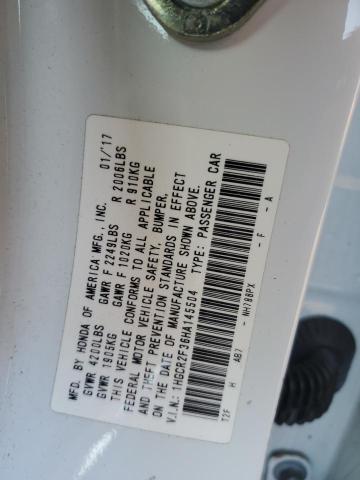 MFD. BY HONDA OF AMERICA MFG., INC. 01/'17
GVWR 4200LBS GAWR F 2249LBS R 2006LBS
GVWR 1905KG GAWR F 1020KG R 910KG
THIS VEHICLE CONFORMS TO ALL APPLICABLE
FEDERAL MOTOR VEHICLE SAFETY, BUMPER,
AND THEFT PREVENTION STANDARDS IN EFFECT
ON THE DATE OF MANUFACTURE SHOWN ABOVE.
V.I.N.: TYPE: PASSENGER CAR
T2F H AB7 - NH788PX - F - A